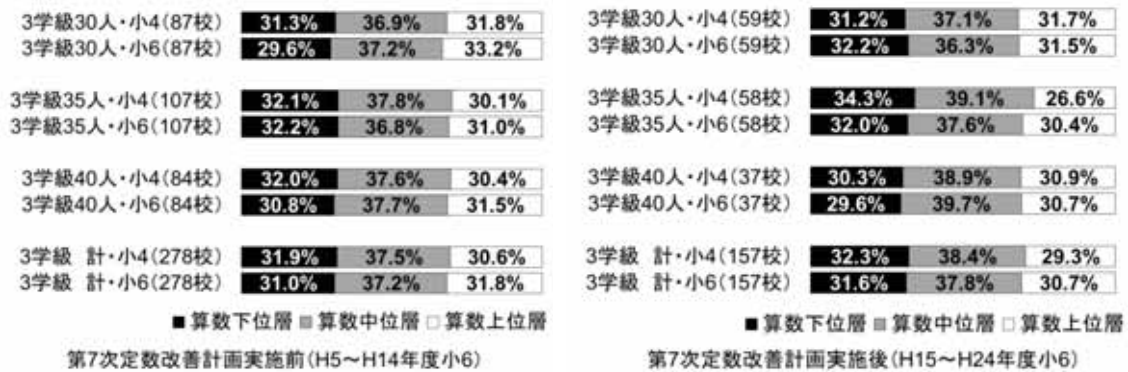 3学級30人・小4(87校) 31.3% 36.9% 31.8%
3学級30人・小6(87校) 29.6% 37.2% 33.2%
3学級35人・小4(107校) 32.1% 37.8% 30.1%
3学級35人・小6(107校) 32.2% 36.8% 31.0%
3学級40人・小4(84校) 32.0% 37.6% 30.4%
3学級40人・小6(84校) 30.8% 37.7% 31.5%
3学級 計・小4(278校) 31.9% 37.5% 30.6%
3学級 計・小6(278校) 31.0% 37.2% 31.8%
■算数下位層 ■算数中位層 □算数上位層
第7次定数改善計画実施前(H5～H14年度小6)
3学級30人・小4(59校) 31.2% 37.1% 31.7%
3学級30人・小6(59校) 32.2% 36.3% 31.5%
3学級35人・小4(58校) 34.3% 39.1% 26.6%
3学級35人・小6(58校) 32.0% 37.6% 30.4%
3学級40人・小4(37校) 30.3% 38.9% 30.9%
3学級40人・小6(37校) 29.6% 39.7% 30.7%
3学級 計・小4(157校) 32.3% 38.4% 29.3%
3学級 計・小6(157校) 31.6% 37.8% 30.7%
■算数下位層 ■算数中位層 □算数上位層
第7次定数改善計画実施後(H15～H24年度小6)